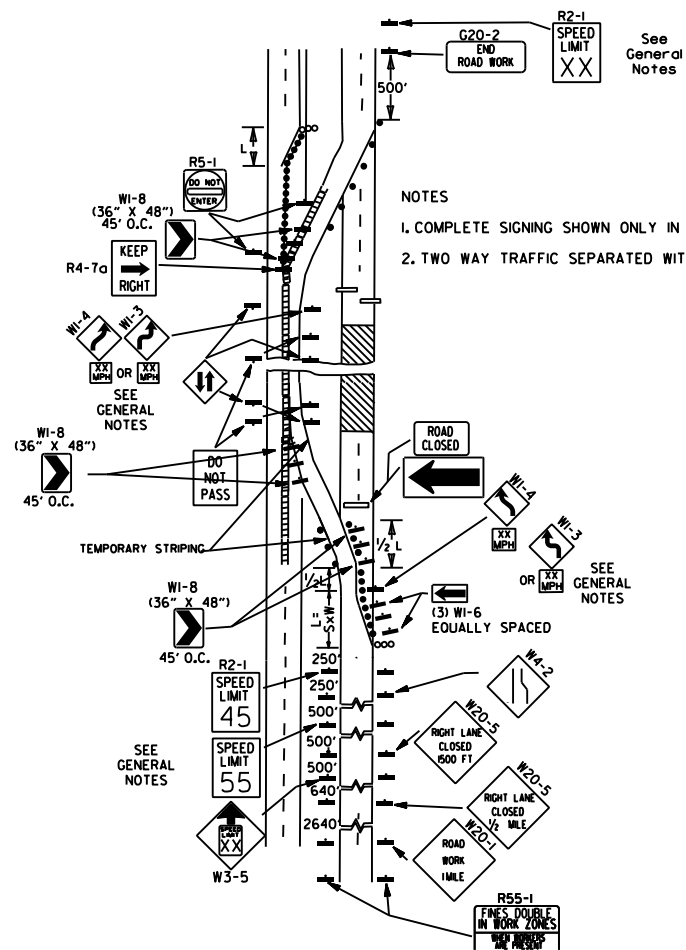 R2-1
SPEED
LIMIT
XX
See
General
Notes
G20-2
END
ROAD WORK
500'
L
R5-1
DO NOT
ENTER
W1-8
(36" X 48")
45' O.C.
KEEP
RIGHT
R4-7a
NOTES
1. COMPLETE SIGNING SHOWN ONLY IN
2. TWO WAY TRAFFIC SEPARATED WIT
W1-4
W1-3
XX
MPH
OR
XX
MPH
SEE
GENERAL
NOTES
W1-8
(36" X 48")
45' O.C.
DO
NOT
PASS
ROAD
CLOSED
W1-4
XX
MPH
W1-3
OR
XX
MPH
SEE
GENERAL
NOTES
TEMPORARY STRIPING
1/2 L
1/2 L
L=
SxW
W1-8
(36" X 48")
45' O.C.
(3) W1-6
EQUALLY SPACED
R2-1
SPEED
LIMIT
45
250'
250'
500'
500'
500'
640'
2640'
W4-2
SEE
GENERAL
NOTES
SPEED
LIMIT
55
W20-5
RIGHT LANE
CLOSED
1500 FT
W20-5
RIGHT LANE
CLOSED
1/2 MILE
SPEED
LIMIT
XX
W3-5
W20-1
ROAD
WORK
1 MILE
R55-1
FINES DOUBLE
IN WORK ZONES
WHEN WORKERS
ARE PRESENT